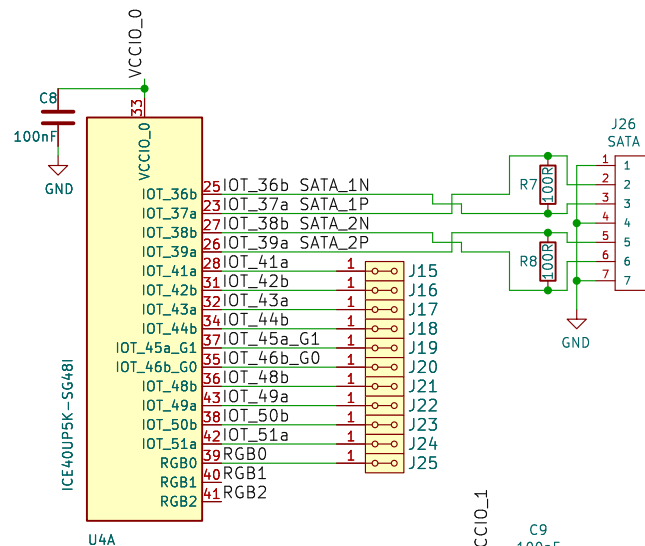 VCCIO_0
C8
100nF
GND
33
VCCIO_0
J26
SATA
IOT_36b 25 IOT_36b SATA_1N
IOT_37a 23 IOT_37a SATA_1P
IOT_38b 27 IOT_38b SATA_2N
IOT_39a 26 IOT_39a SATA_2P
IOT_41a 28 IOT_41a 1 J15
IOT_42b 31 IOT_42b 1 J16
IOT_43a 32 IOT_43a 1 J17
IOT_44b 34 IOT_44b 1 J18
IOT_45a_G1 37 IOT_45a_G1 1 J19
IOT_46b_G0 35 IOT_46b_G0 1 J20
IOT_48b 36 IOT_48b 1 J21
IOT_49a 43 IOT_49a 1 J22
IOT_50b 38 IOT_50b 1 J23
IOT_51a 42 IOT_51a 1 J24
RGB0 39 RGB0 1 J25
RGB1 40 RGB1
RGB2 41 RGB2
ICE40UP5K-SG48I
U4A
R7
100R
R8
100R
1 1
2 2
3 3
4 4
5 5
6 6
7 7
GND
VCCIO_1
C9
100nF